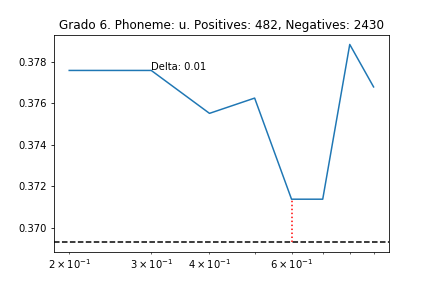 Grado 6. Phoneme: u. Positives: 482, Negatives: 2430
0.378
Delta: 0.01
0.376
0.374
0.372
0.370
2 × 10⁻¹ 3 × 10⁻¹ 4 × 10⁻¹ 6 × 10⁻¹